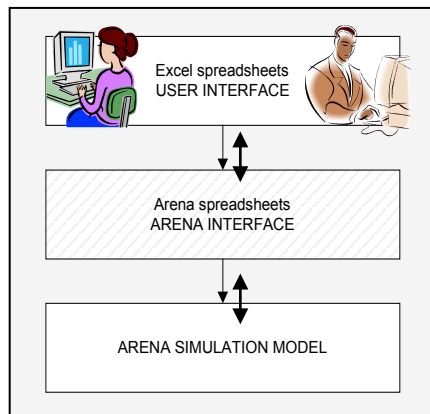 Excel spreadsheets
USER INTERFACE
Arena spreadsheets
ARENA INTERFACE
ARENA SIMULATION MODEL